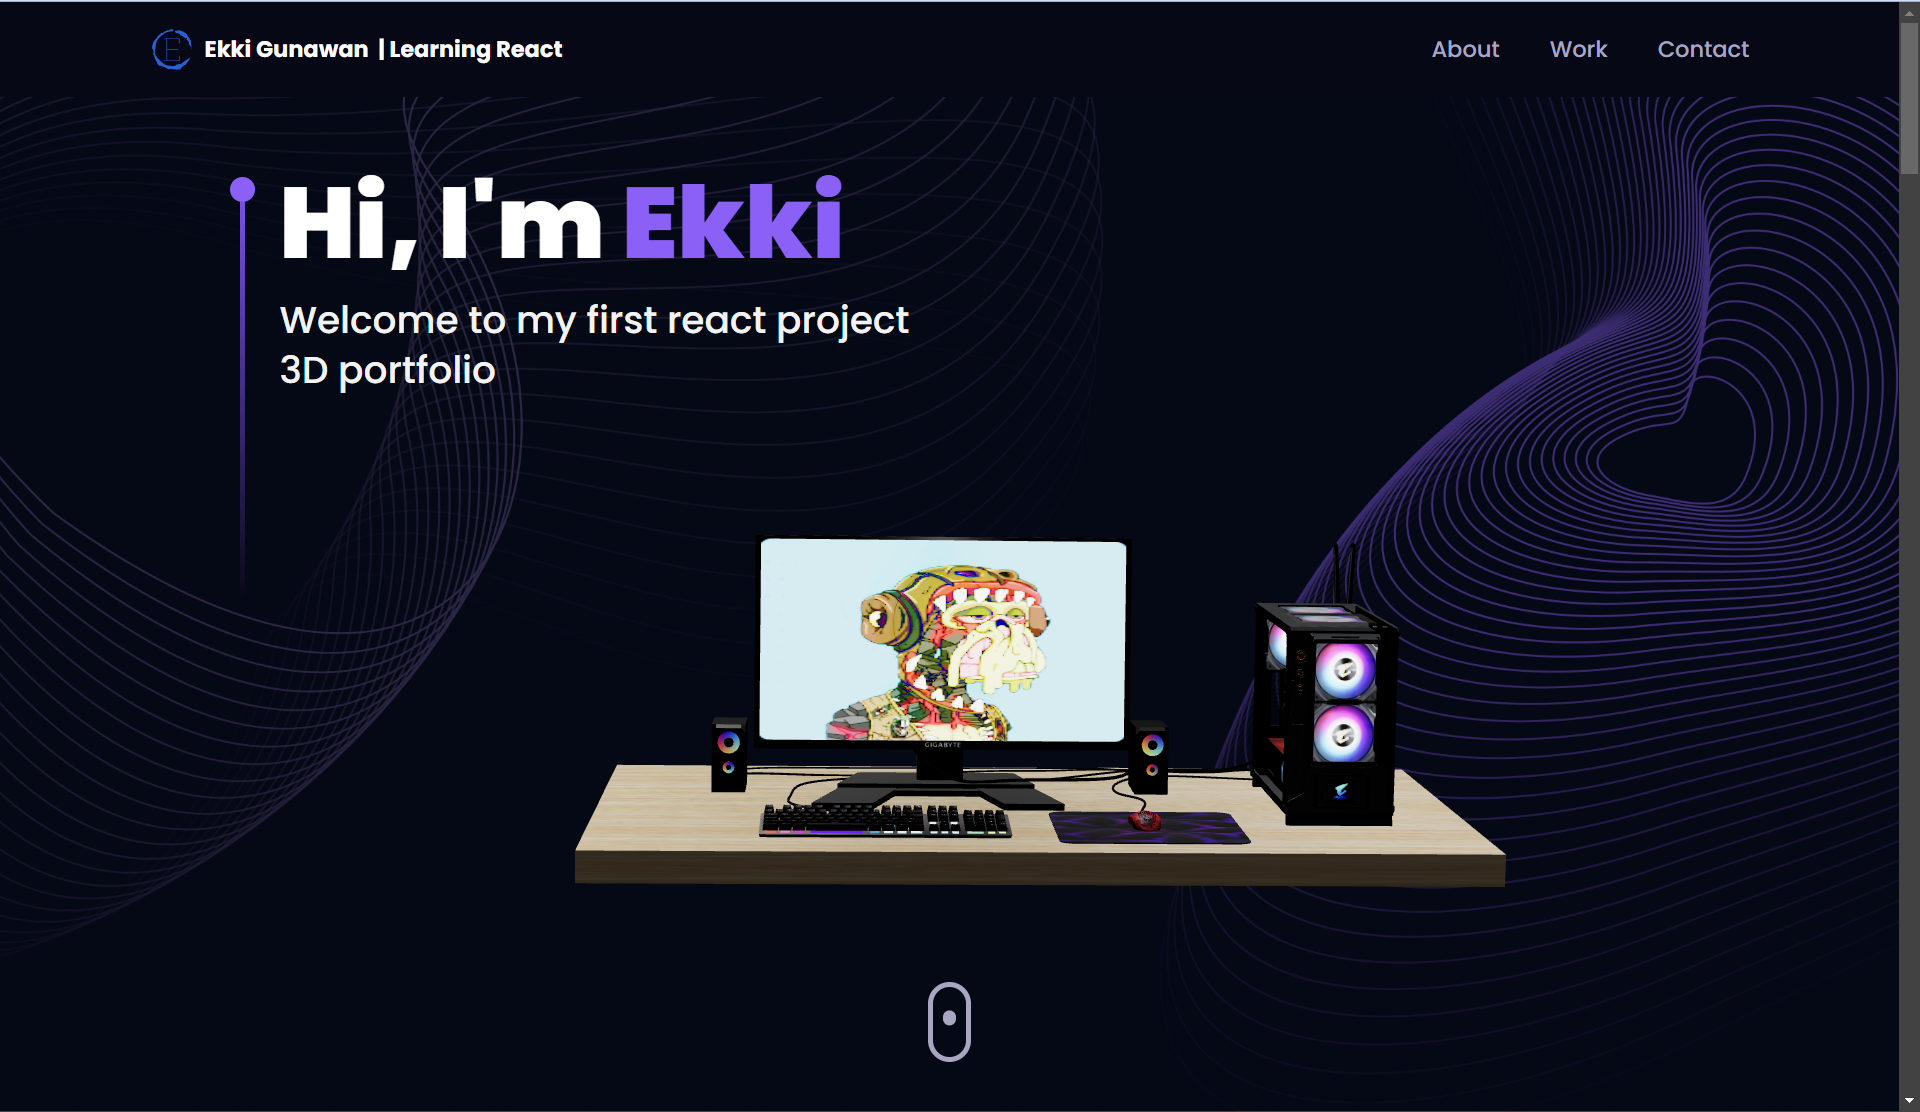 E
Ekki Gunawan | Learning React
About
Work
Contact
Hi, I'm Ekki
Welcome to my first react project
3D portfolio
GIGABYTE